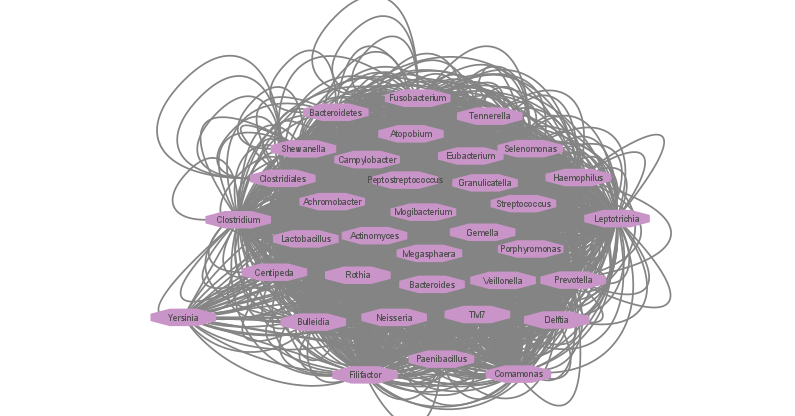 Fusobacterium
Bacteroidetes
Tennerella
Atopobium
Shewanella
Selenomonas
Campylobacter
Eubacterium
Clostridiales
Peptostreptococcus
Granulicatella
Haemophilus
Achromobacter
Streptococcus
Mogibacterium
Clostridium
Leptotrichia
Lactobacillus
Actinomyces
Gemella
Megasphaera
Porphyromonas
Centipeda
Rothia
Bacteroides
Veillonella
Prevotella
Yersinia
Bulleidia
Neisseria
TM7
Delftia
Paenibacillus
Filifactor
Comamonas